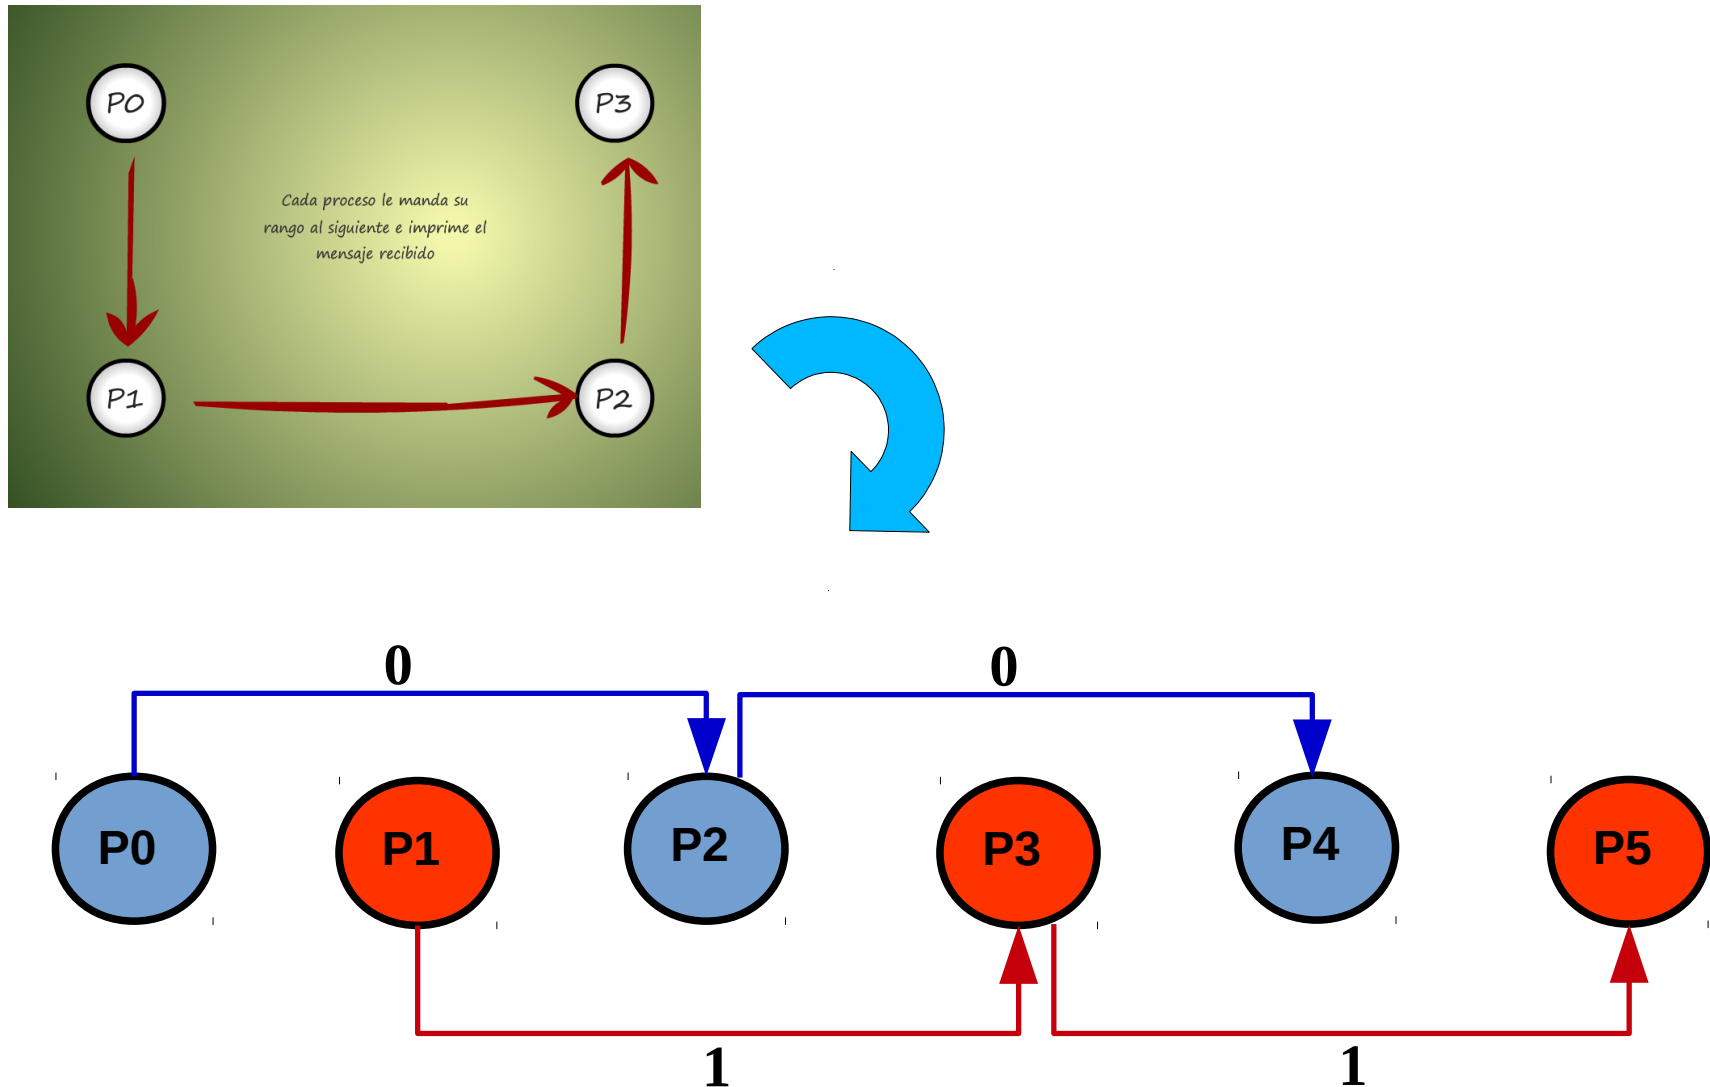 P0
P3
Cada proceso le manda su
rango al siguiente e imprime el
mensaje recibido
P1
P2
0
0
P0
P1
P2
P3
P4
P5
1
1